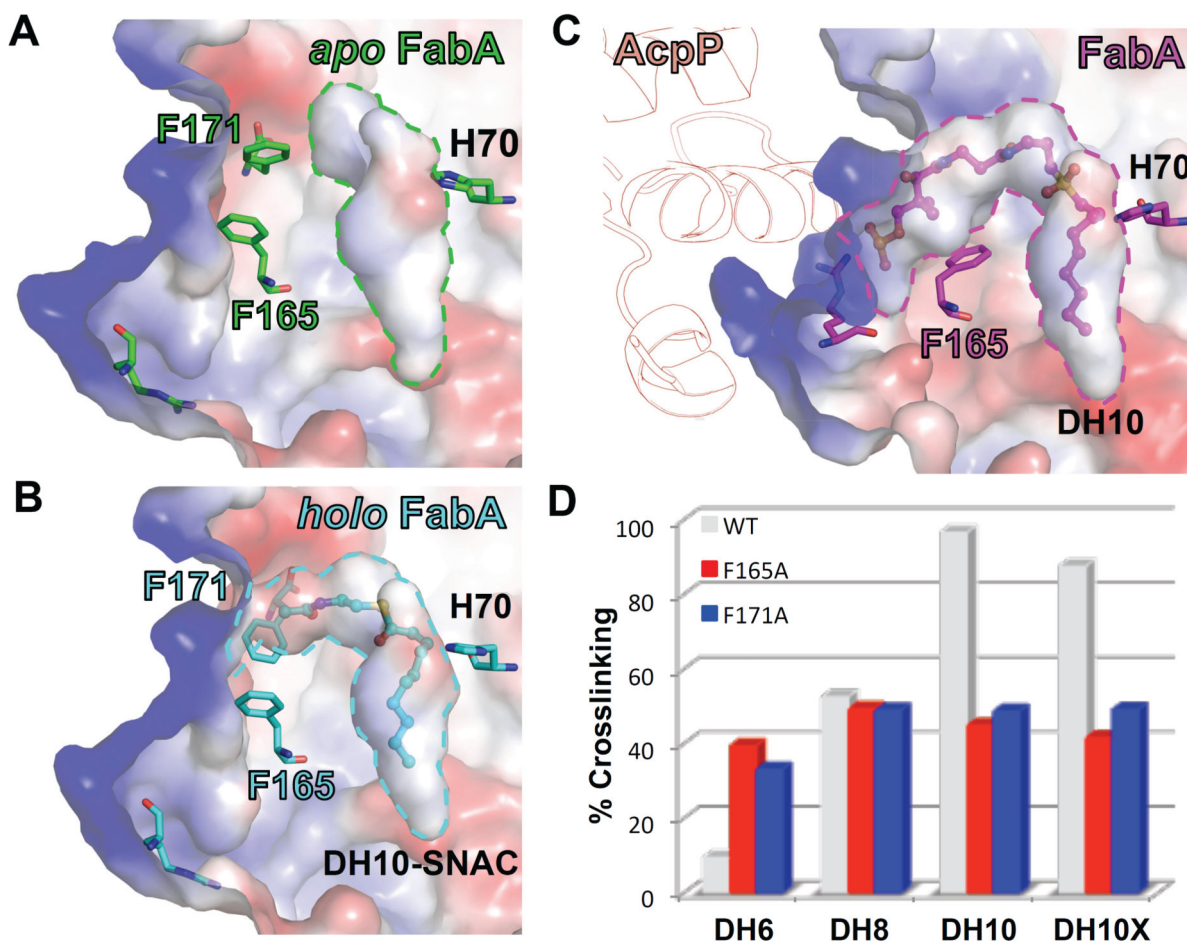 A
apo FabA
F171
H70
F165
B
holo FabA
F171
H70
F165
DH10-SNAC
C
AcpP
FabA
H70
F165
DH10
D
100
80
60
40
20
0
% Crosslinking
WT
F165A
F171A
DH6 DH8 DH10 DH10X